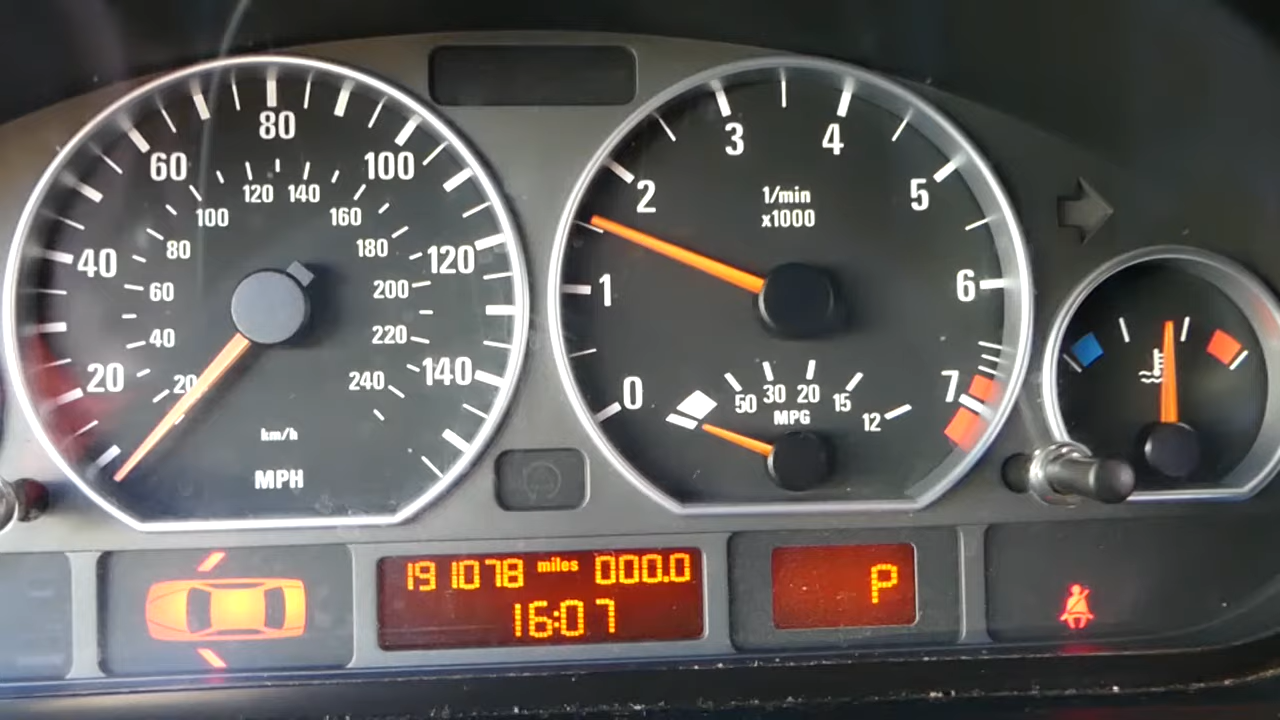 20 40 60 80 100 120 140
20 40 60 80 100 120 140 160 180 200 220 240
km/h
MPH
0 1 2 3 4 5 6 7
1/min
x1000
50 30 20 15 12
MPG
191078 miles 000.0
16:07
P